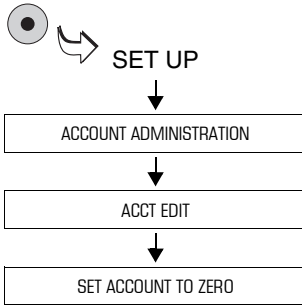 SET UP
ACCOUNT ADMINISTRATION
ACCT EDIT
SET ACCOUNT TO ZERO